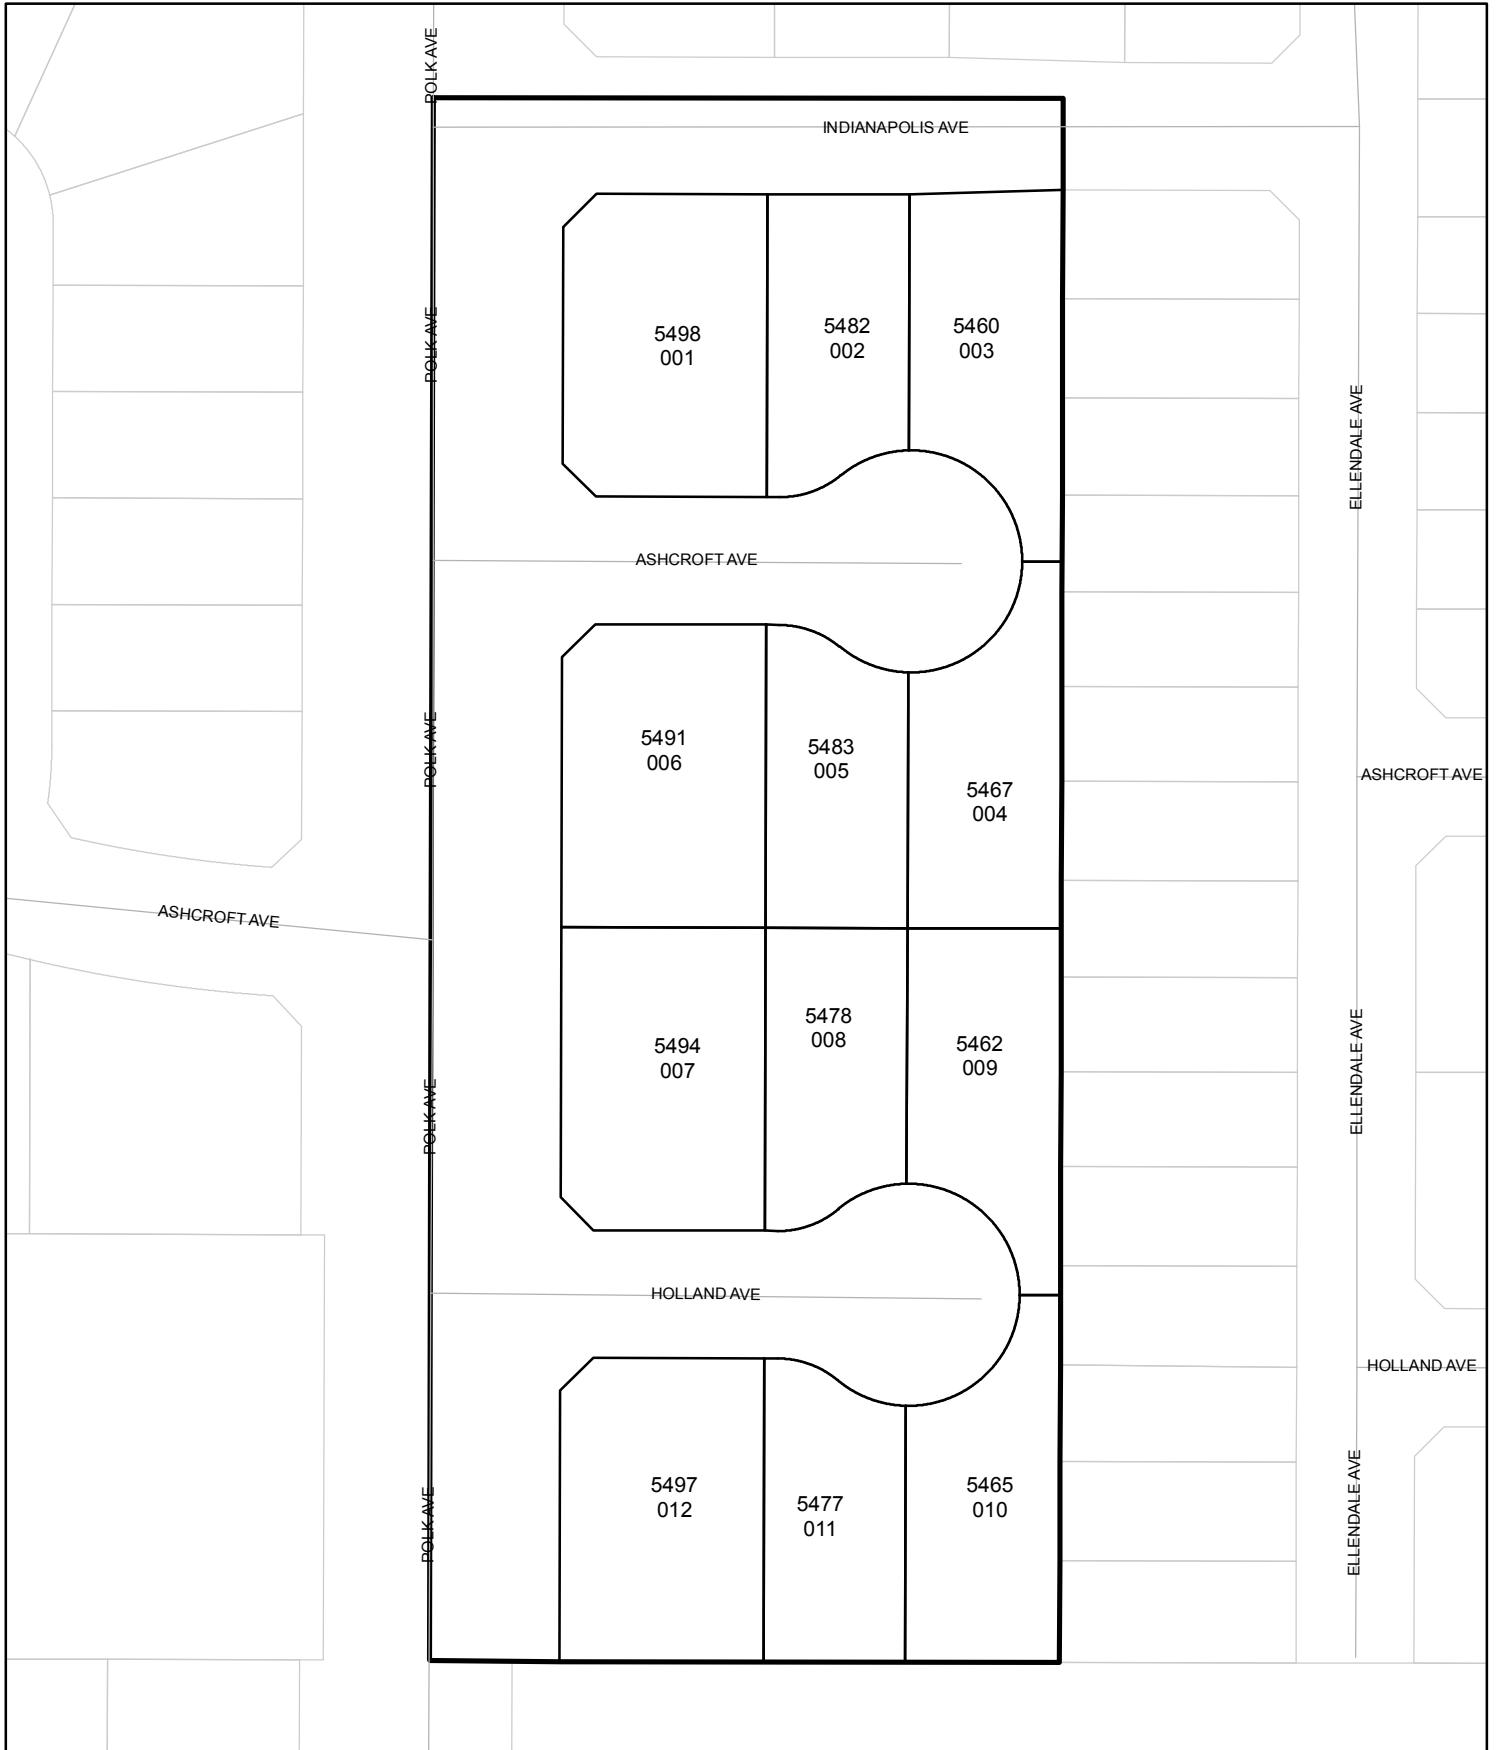 POLK AVE
INDIANAPOLIS AVE
POLK AVE
5498
001
5482
002
5460
003
ELLENDALE AVE
ASHCROFT AVE
POLK AVE
5491
006
5483
005
5467
004
ASHCROFT AVE
ASHCROFT AVE
POLK AVE
5494
007
5478
008
5462
009
ELLENDALE AVE
HOLLAND AVE
HOLLAND AVE
POLK AVE
5497
012
5477
011
5465
010
ELLENDALE AVE